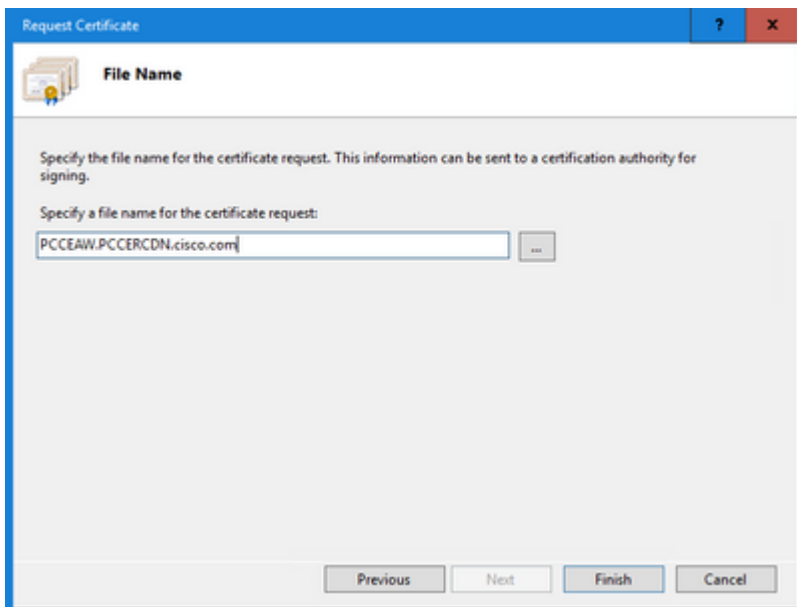 Request Certificate
?
x
File Name
Specify the file name for the certificate request. This information can be sent to a certification authority for
signing.
Specify a file name for the certificate request:
PCCEAW.PCCERCDN.cisco.com
...
Previous
Next
Finish
Cancel